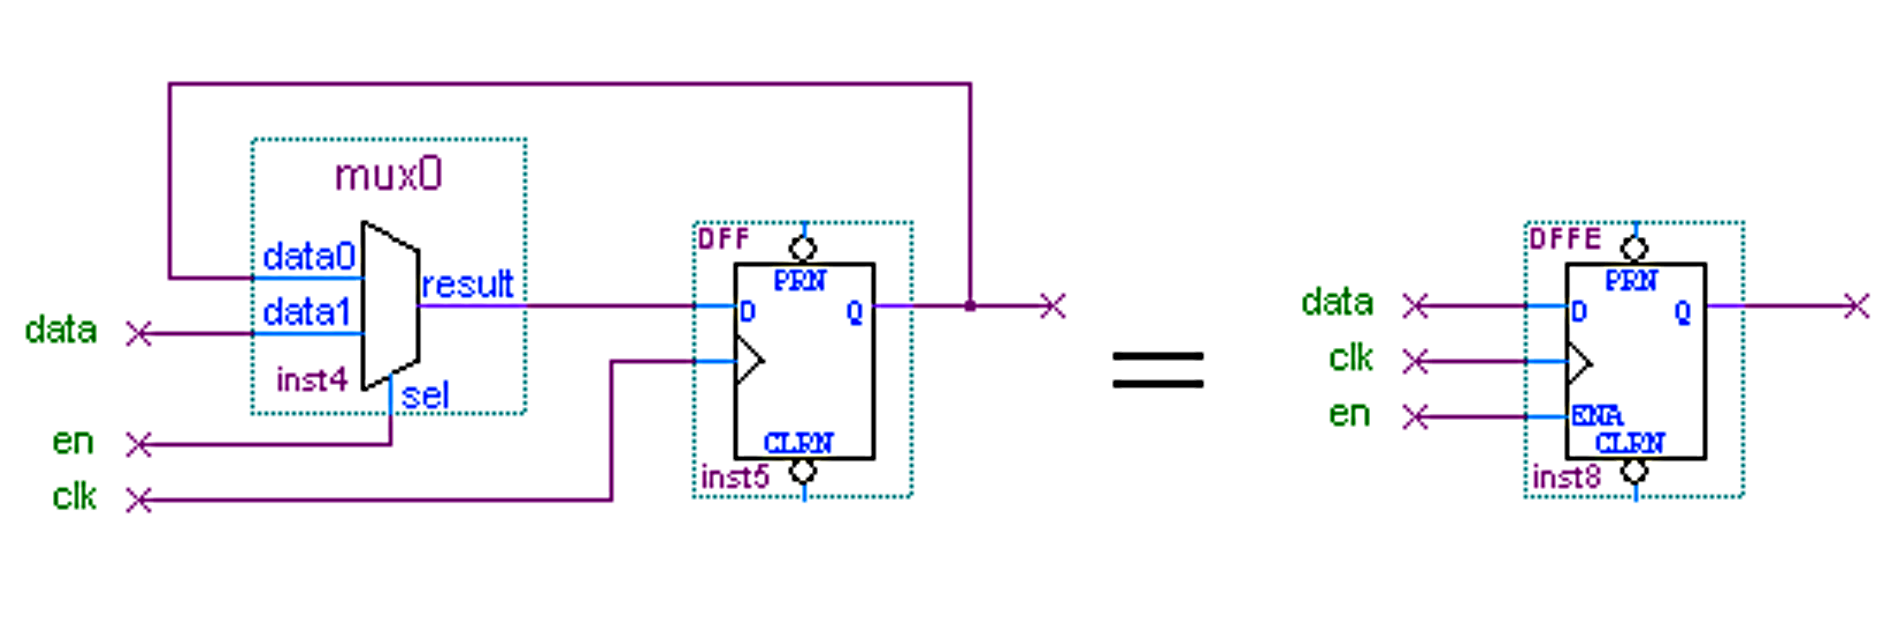 mux0
data0
result
data1
data
inst4
sel
en
clk
DFF
PRN
D
Q
CLRN
inst5
=
DFFE
PRN
data
D
Q
clk
en
ENA
CLRN
inst8